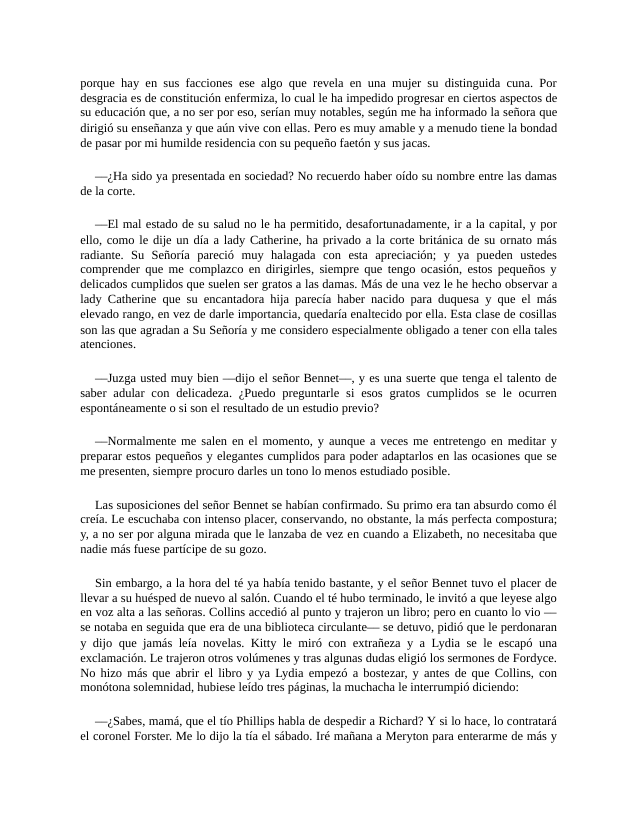 porque hay en sus facciones ese algo que revela en una mujer su distinguida cuna. Por
desgracia es de constitución enfermiza, lo cual le ha impedido progresar en ciertos aspectos de
su educación que, a no ser por eso, serían muy notables, según me ha informado la señora que
dirigió su enseñanza y que aún vive con ellas. Pero es muy amable y a menudo tiene la bondad
de pasar por mi humilde residencia con su pequeño faetón y sus jacas.
—¿Ha sido ya presentada en sociedad? No recuerdo haber oído su nombre entre las damas
de la corte.
—El mal estado de su salud no le ha permitido, desafortunadamente, ir a la capital, y por
ello, como le dije un día a lady Catherine, ha privado a la corte británica de su ornato más
radiante. Su Señoría pareció muy halagada con esta apreciación; y ya pueden ustedes
comprender que me complazco en dirigirles, siempre que tengo ocasión, estos pequeños y
delicados cumplidos que suelen ser gratos a las damas. Más de una vez le he hecho observar a
lady Catherine que su encantadora hija parecía haber nacido para duquesa y que el más
elevado rango, en vez de darle importancia, quedaría enaltecido por ella. Esta clase de cosillas
son las que agradan a Su Señoría y me considero especialmente obligado a tener con ella tales
atenciones.
—Juzga usted muy bien —dijo el señor Bennet—, y es una suerte que tenga el talento de
saber adular con delicadeza. ¿Puedo preguntarle si esos gratos cumplidos se le ocurren
espontáneamente o si son el resultado de un estudio previo?
—Normalmente me salen en el momento, y aunque a veces me entretengo en meditar y
preparar estos pequeños y elegantes cumplidos para poder adaptarlos en las ocasiones que se
me presenten, siempre procuro darles un tono lo menos estudiado posible.
Las suposiciones del señor Bennet se habían confirmado. Su primo era tan absurdo como él
creía. Le escuchaba con intenso placer, conservando, no obstante, la más perfecta compostura;
y, a no ser por alguna mirada que le lanzaba de vez en cuando a Elizabeth, no necesitaba que
nadie más fuese partícipe de su gozo.
Sin embargo, a la hora del té ya había tenido bastante, y el señor Bennet tuvo el placer de
llevar a su huésped de nuevo al salón. Cuando el té hubo terminado, le invitó a que leyese algo
en voz alta a las señoras. Collins accedió al punto y trajeron un libro; pero en cuanto lo vio —
se notaba en seguida que era de una biblioteca circulante— se detuvo, pidió que le perdonaran
y dijo que jamás leía novelas. Kitty le miró con extrañeza y a Lydia se le escapó una
exclamación. Le trajeron otros volúmenes y tras algunas dudas eligió los sermones de Fordyce.
No hizo más que abrir el libro y ya Lydia empezó a bostezar, y antes de que Collins, con
monótona solemnidad, hubiese leído tres páginas, la muchacha le interrumpió diciendo:
—¿Sabes, mamá, que el tío Phillips habla de despedir a Richard? Y si lo hace, lo contratará
el coronel Forster. Me lo dijo la tía el sábado. Iré mañana a Meryton para enterarme de más y